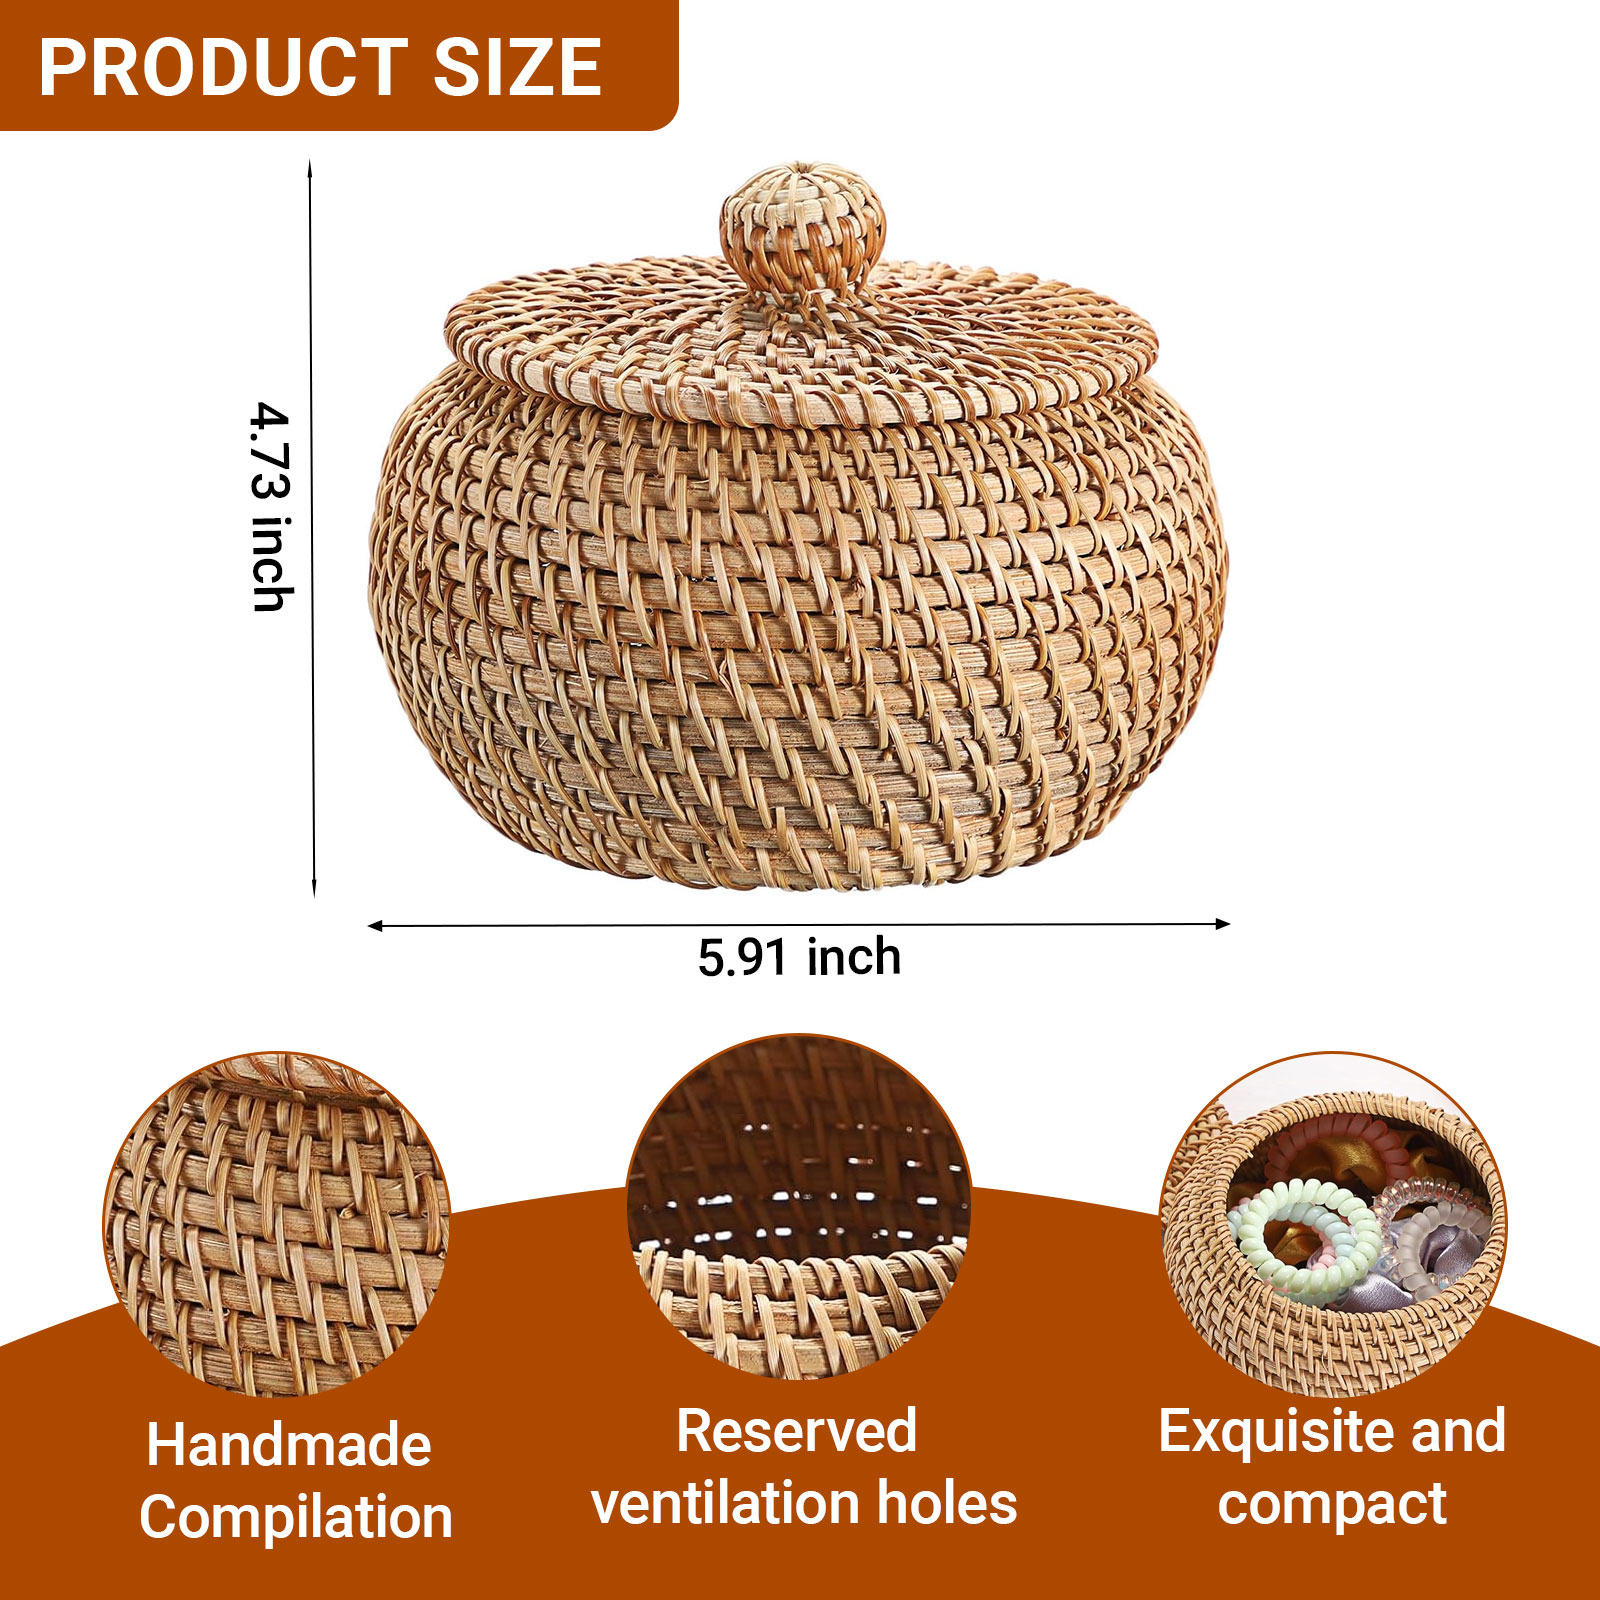 PRODUCT SIZE
4.73 inch
5.91 inch
Handmade
Compilation
Reserved
ventilation holes
Exquisite and
compact